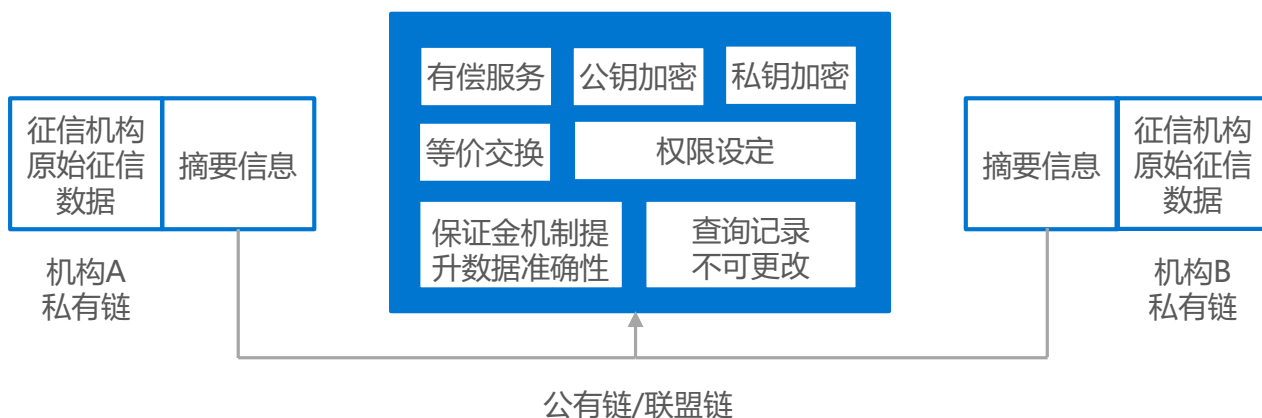 有偿服务
公钥加密
私钥加密
等价交换
权限设定
保证金机制提
升数据准确性
查询记录
不可更改
征信机构
原始征信
数据
摘要信息
机构A
私有链
摘要信息
征信机构
原始征信
数据
机构B
私有链
公有链/联盟链